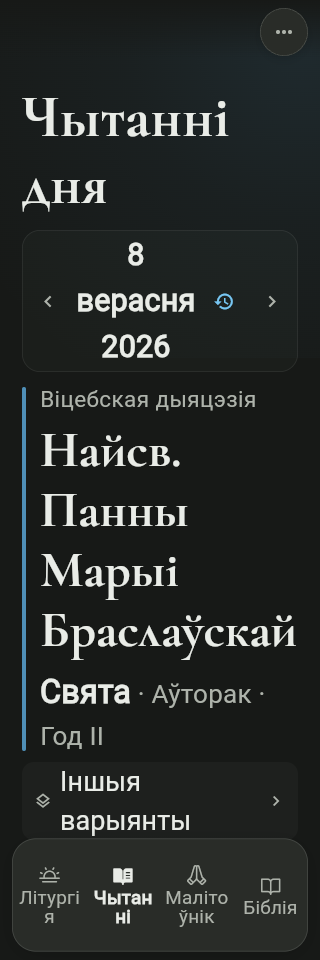 Чытанні
дня
8
верасня
2026
Віцебская дыяцэзія
Найсв.
Панны
Марыі
Браслаўскай
Свята · Аўторак ·
Год II
Іншыя
варыянты
Літургі
я
Чытан
ні
Маліто
ўнік
Біблія